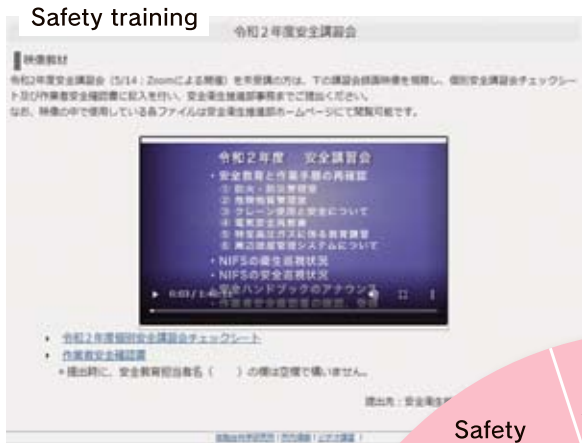 Safety training
令和2年度安全講習会
映像教材
令和2年度安全講習会（5/14：Zoomによる開催）を未受講の方は、下の講習会録画映像を視聴し、個別安全講習会チェックシー
ト及び作業者安全確認書に記入を行い、安全衛生推進部事務までご提出ください。
なお、映像の中で使用している各ファイルは安全衛生推進部ホームページにて閲覧可能です。
令和2年度 安全講習会
・安全教育と作業手順の再確認
① 防火・防災管理室
② 危険物質管理室
③ クレーン使用と安全について
④
⑤ 特定高圧ガスに係る教育講習
⑥ 周辺環境管理システムについて
・NIFSの衛生巡視状況
・NIFSの安全巡視状況
・安全ハンドブックのアナウンス
0:03 /
・令和2年度個別安全講習会チェックシート
・作業者安全確認書
＊提出時に、安全教育担当者名（　　）の欄は空欄で構いません。
提出先：安全衛生
Safety